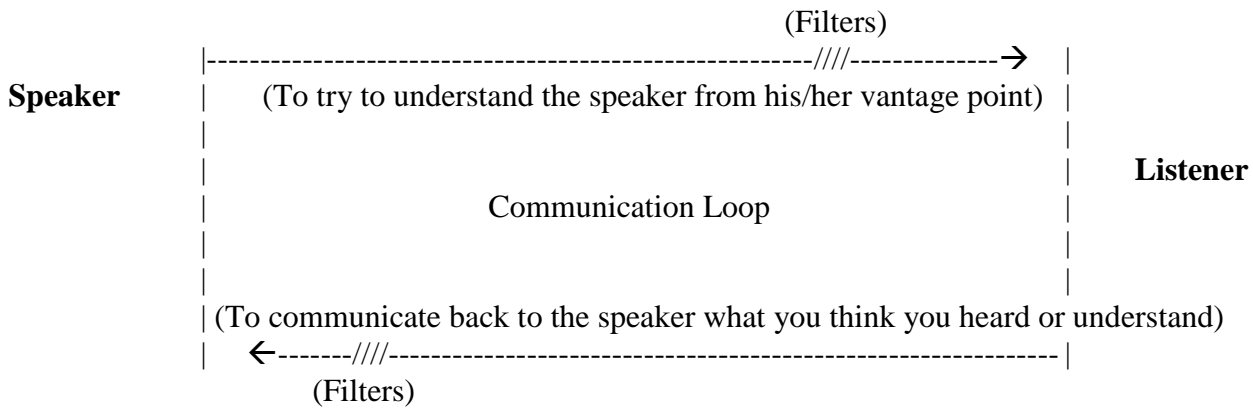 (Filters)
|---------------------------------------------------------////--------------→ |
Speaker | (To try to understand the speaker from his/her vantage point) |
| |
| | Listener
| Communication Loop |
| |
| |
| (To communicate back to the speaker what you think you heard or understand)
| ←-------////--------------------------------------------------------------- |
(Filters)